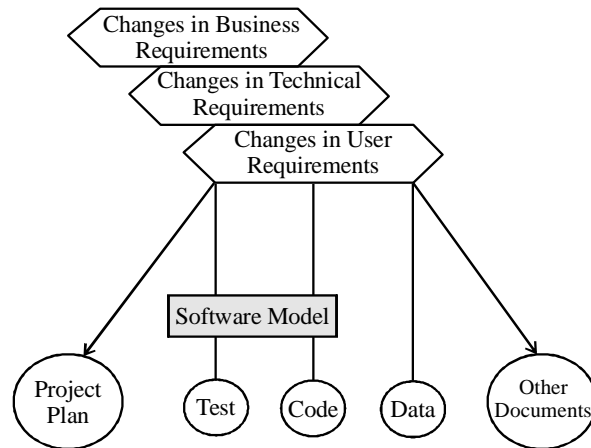 Changes in Business
Requirements
Changes in Technical
Requirements
Changes in User
Requirements
Software Model
Project
Plan
Test
Code
Data
Other
Documents